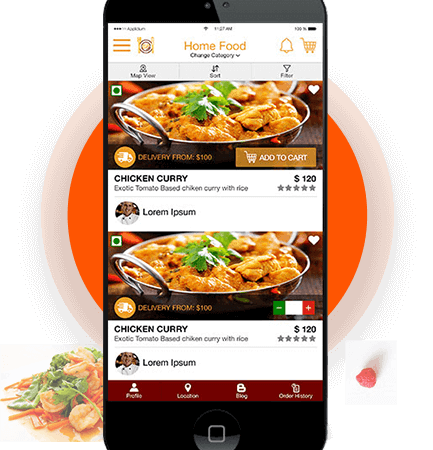 Appletum 11:27 AM 100 %
Home Food
Change Category
Map View Sort Filter
DELIVERY FROM: $100 ADD TO CART
CHICKEN CURRY $ 120
Exotic Tomato Based chiken curry with rice
Lorem Ipsum
DELIVERY FROM: $100 - +
CHICKEN CURRY $ 120
Exotic Tomato Based chiken curry with rice
Lorem Ipsum
Profile Location Blog Order History